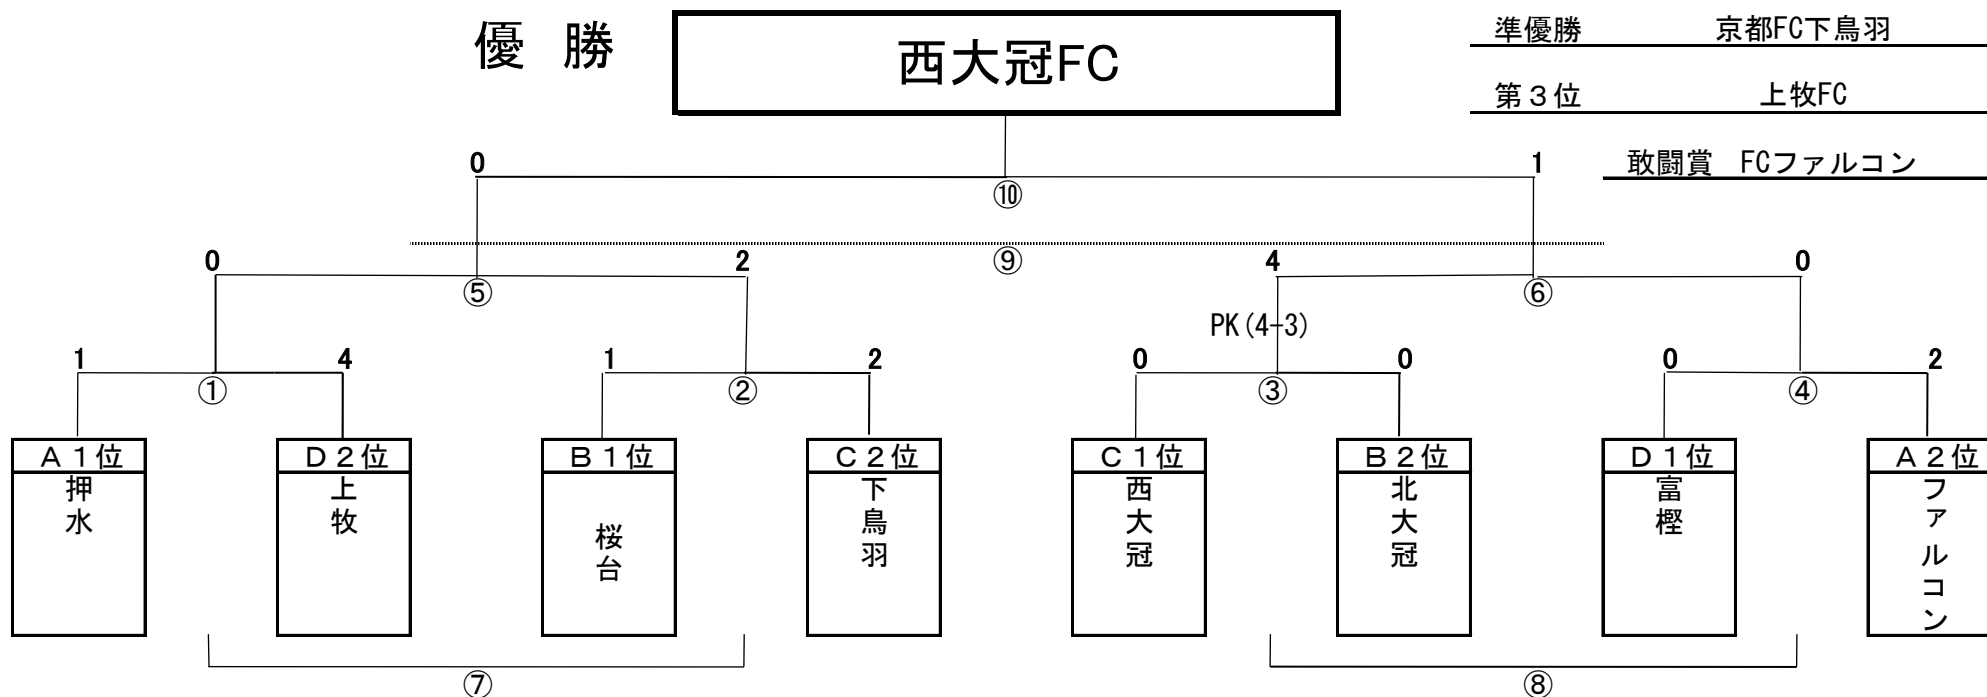 優 勝
西大冠FC
準優勝 京都FC下鳥羽
第３位 上牧FC
敢闘賞 FCファルコン
0 1
⑩
⑨
0 2 4 0
⑤ ⑥
PK(4-3)
1 4 1 2 0 0 0 2
① ② ③ ④
Ａ１位 Ｄ２位 Ｂ１位 Ｃ２位 Ｃ１位 Ｂ２位 Ｄ１位 Ａ２位
押水
上牧
桜台
下鳥羽
西大冠
北大冠
富樫
ファルコン
⑦ ⑧